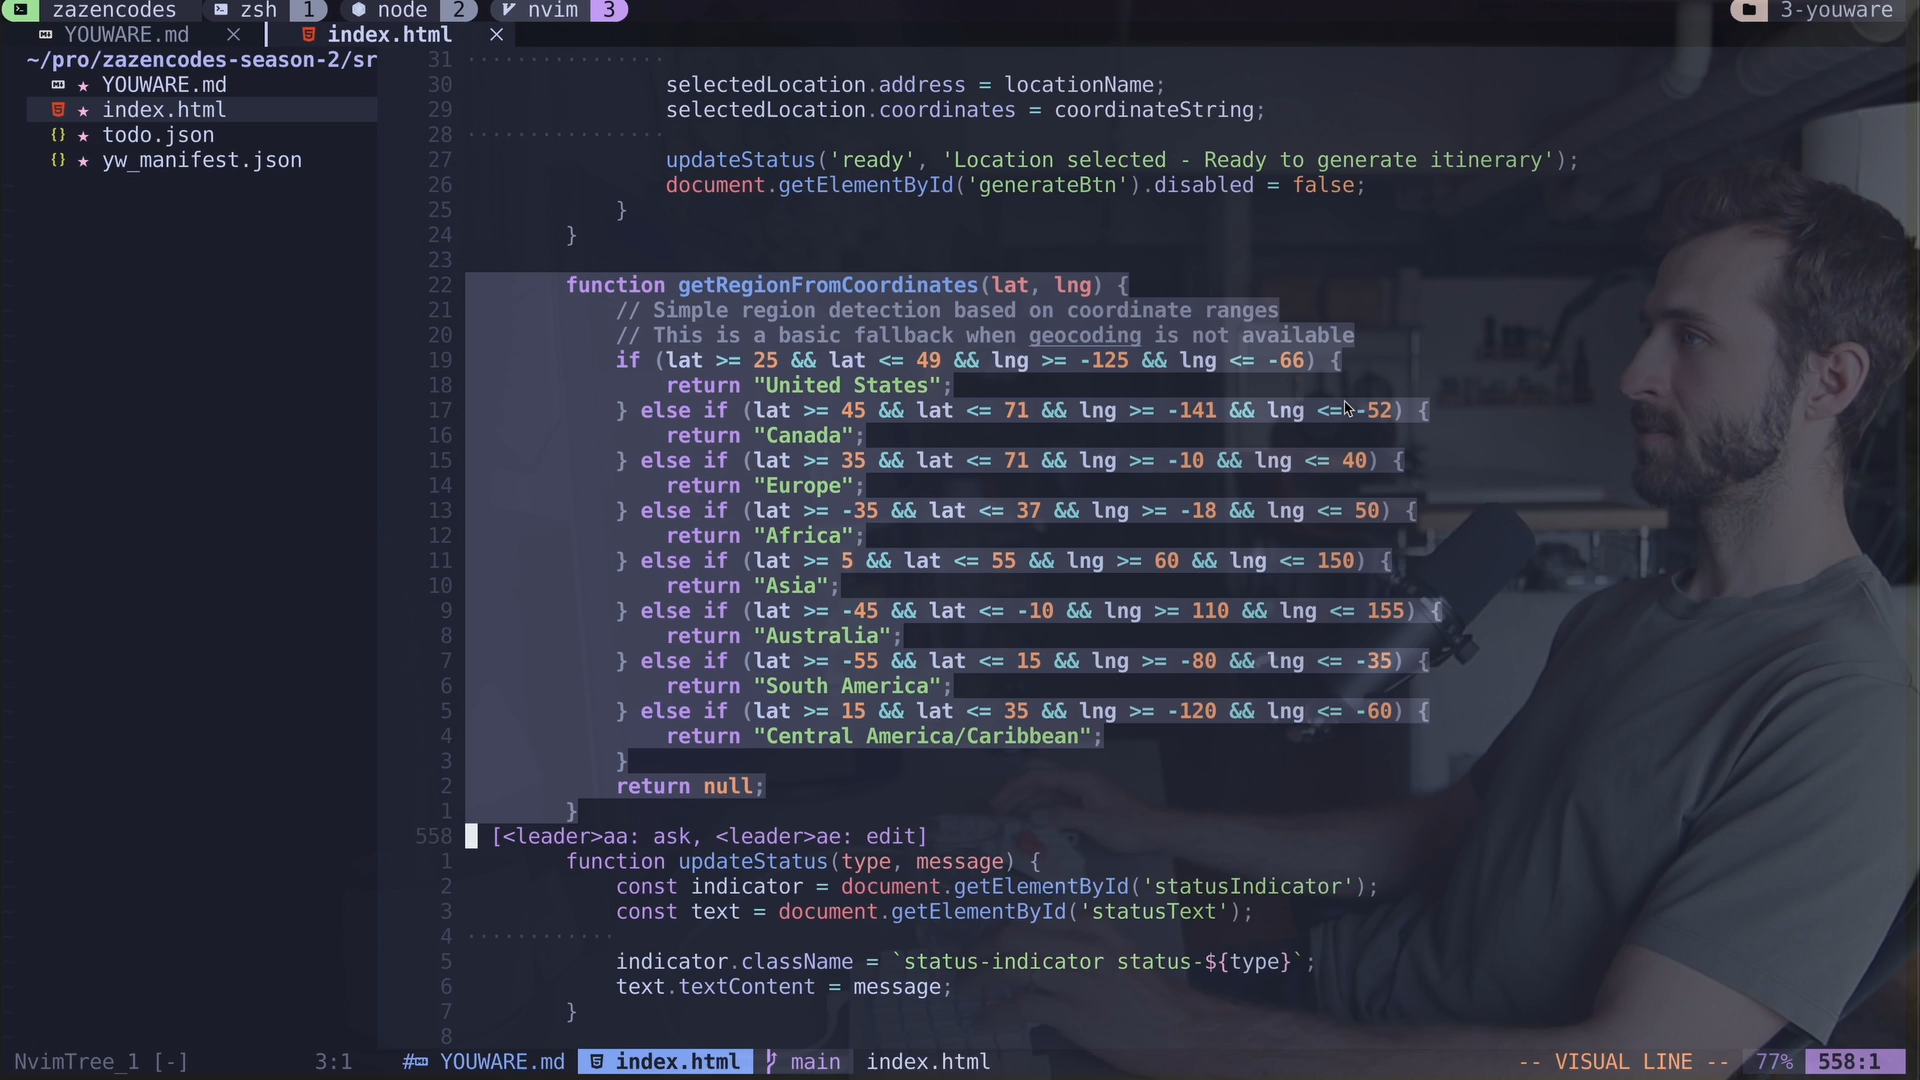 zazencodes zsh 1 node 2 nvim 3 3-youware
YOUWARE.md index.html
~/pro/zazencodes-season-2/sr
YOUWARE.md
index.html
todo.json
yw_manifest.json
31
30 selectedLocation.address = locationName;
29 selectedLocation.coordinates = coordinateString;
28
27 updateStatus('ready', 'Location selected - Ready to generate itinerary');
26 document.getElementById('generateBtn').disabled = false;
25 }
24 }
23
22 function getRegionFromCoordinates(lat, lng) {
21 // Simple region detection based on coordinate ranges
20 // This is a basic fallback when geocoding is not available
19 if (lat >= 25 && lat <= 49 && lng >= -125 && lng <= -66) {
18 return "United States";
17 } else if (lat >= 45 && lat <= 71 && lng >= -141 && lng <= -52) {
16 return "Canada";
15 } else if (lat >= 35 && lat <= 71 && lng >= -10 && lng <= 40) {
14 return "Europe";
13 } else if (lat >= -35 && lat <= 37 && lng >= -18 && lng <= 50) {
12 return "Africa";
11 } else if (lat >= 5 && lat <= 55 && lng >= 60 && lng <= 150) {
10 return "Asia";
9 } else if (lat >= -45 && lat <= -10 && lng >= 110 && lng <= 155) {
8 return "Australia";
7 } else if (lat >= -55 && lat <= 15 && lng >= -80 && lng <= -35) {
6 return "South America";
5 } else if (lat >= 15 && lat <= 35 && lng >= -120 && lng <= -60) {
4 return "Central America/Caribbean";
3 }
2 return null;
1 }
558 [<leader>aa: ask, <leader>ae: edit]
1 function updateStatus(type, message) {
2 const indicator = document.getElementById('statusIndicator');
3 const text = document.getElementById('statusText');
4
5 indicator.className = `status-indicator status-${type}`;
6 text.textContent = message;
7 }
8
NvimTree_1 [-] 3:1 #≡ YOUWARE.md index.html main index.html -- VISUAL LINE -- 77% 558:1